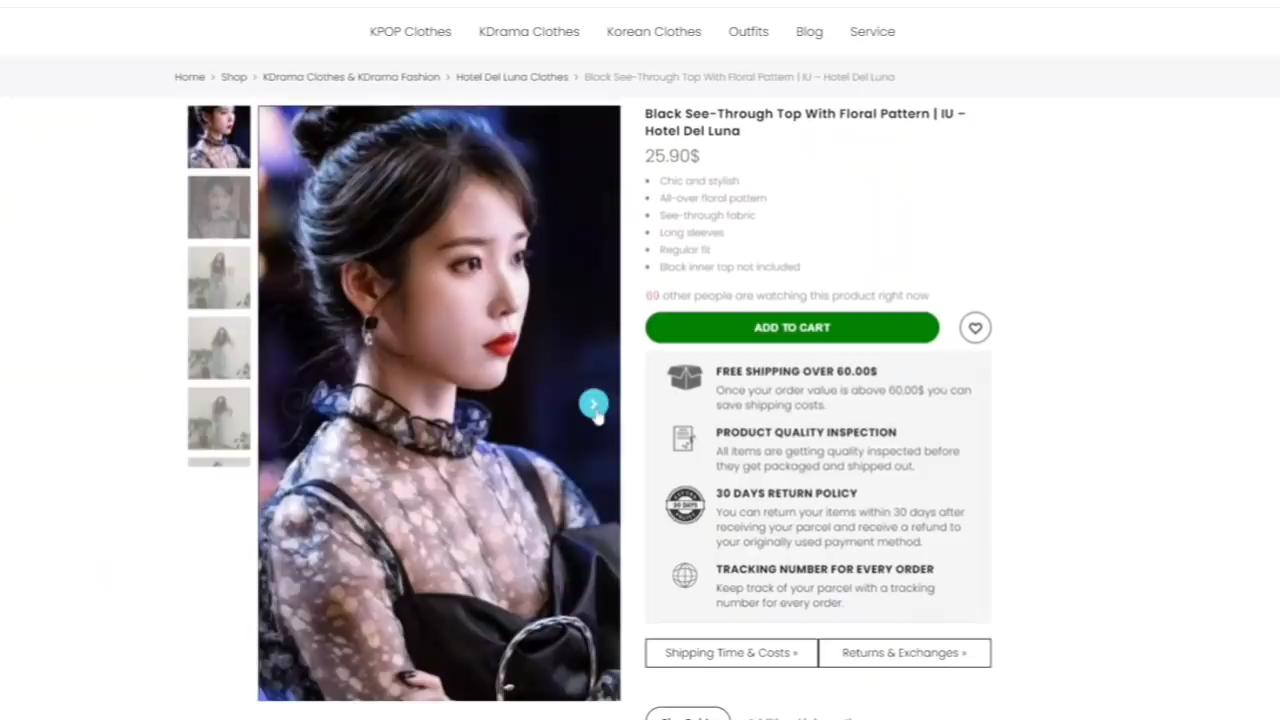 KPOP Clothes KDrama Clothes Korean Clothes Outfits Blog Service
Home > Shop > KDrama Clothes & KDrama Fashion > Hotel Del Luna Clothes > Black See-Through Top With Floral Pattern | IU – Hotel Del Luna
Black See-Through Top With Floral Pattern | IU –
Hotel Del Luna
25.90$
• Chic and stylish
• All-over floral pattern
• See-through fabric
• Long sleeves
• Regular fit
• Black inner top not included
69 other people are watching this product right now
ADD TO CART
FREE SHIPPING OVER 60.00$
Once your order value is above 60.00$ you can
save shipping costs.
PRODUCT QUALITY INSPECTION
All items are getting quality inspected before
they get packaged and shipped out.
30 DAYS
30 DAYS RETURN POLICY
You can return your items within 30 days after
receiving your parcel and receive a refund to
your originally used payment method.
TRACKING NUMBER FOR EVERY ORDER
Keep track of your parcel with a tracking
number for every order.
Shipping Time & Costs » Returns & Exchanges »